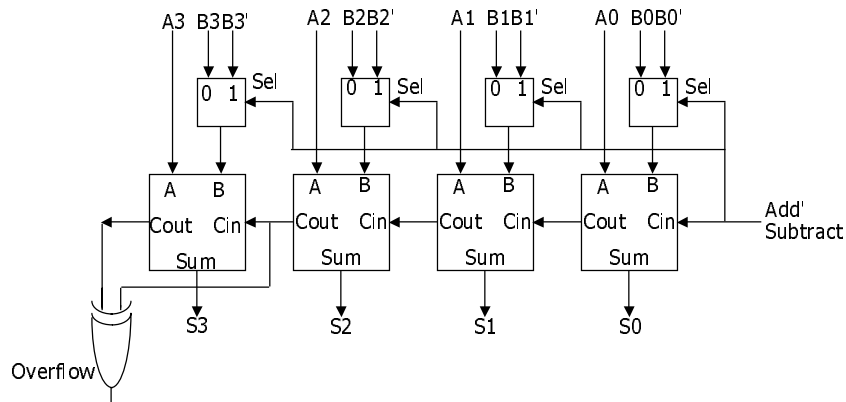 A3 B3B3' A2 B2B2' A1 B1B1' A0 B0B0'
0 1 Sel 0 1 Sel 0 1 Sel 0 1 Sel
A B A B A B A B
Cout Cin Cout Cin Cout Cin Cout Cin Add'
Subtract
Sum Sum Sum Sum
S3 S2 S1 S0
Overflow